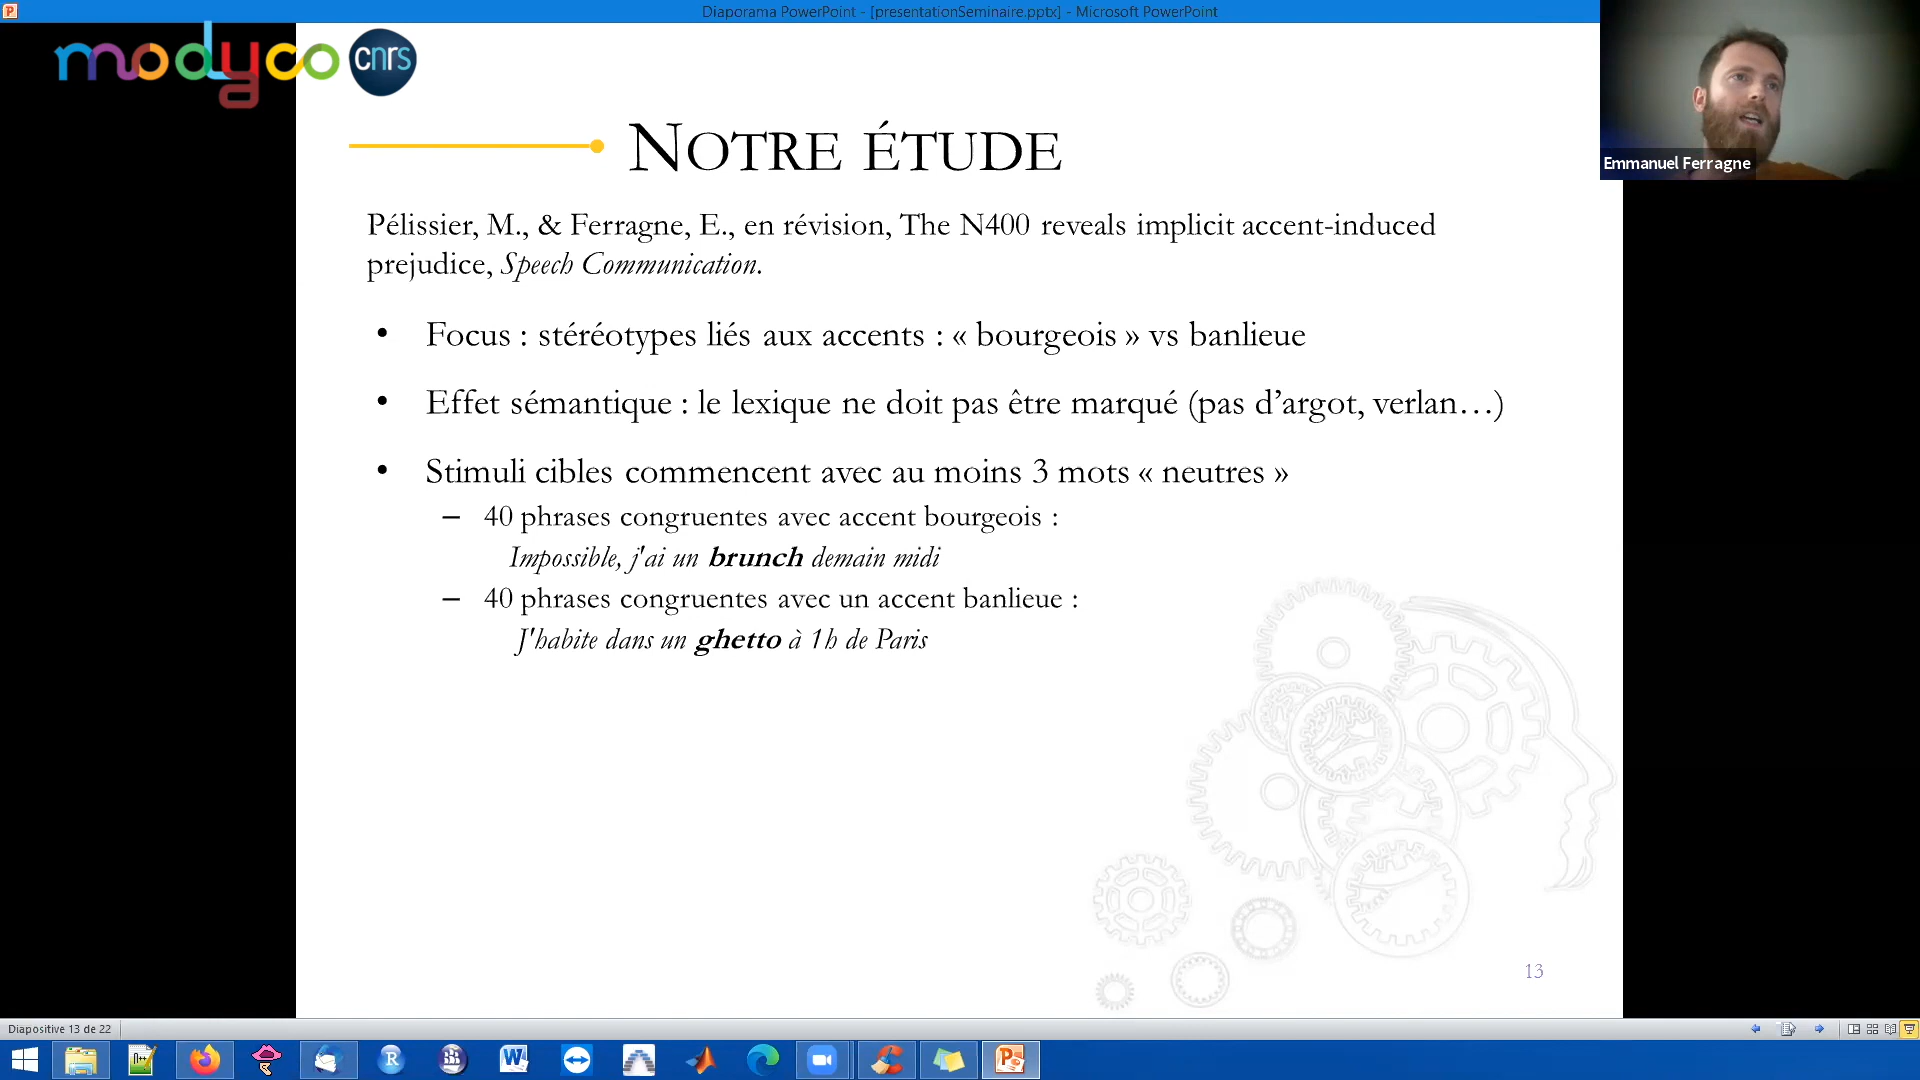 Diaporama PowerPoint - [presentationSeminaire.pptx] - Microsoft PowerPoint
modyco cnrs
Emmanuel Ferragne
NOTRE ÉTUDE
Pélissier, M., & Ferragne, E., en révision, The N400 reveals implicit accent-induced
prejudice, Speech Communication.
• Focus : stéréotypes liés aux accents : « bourgeois » vs banlieue
• Effet sémantique : le lexique ne doit pas être marqué (pas d’argot, verlan…)
• Stimuli cibles commencent avec au moins 3 mots « neutres »
– 40 phrases congruentes avec accent bourgeois :
Impossible, j'ai un brunch demain midi
– 40 phrases congruentes avec un accent banlieue :
J'habite dans un ghetto à 1h de Paris
13
Diapositive 13 de 22